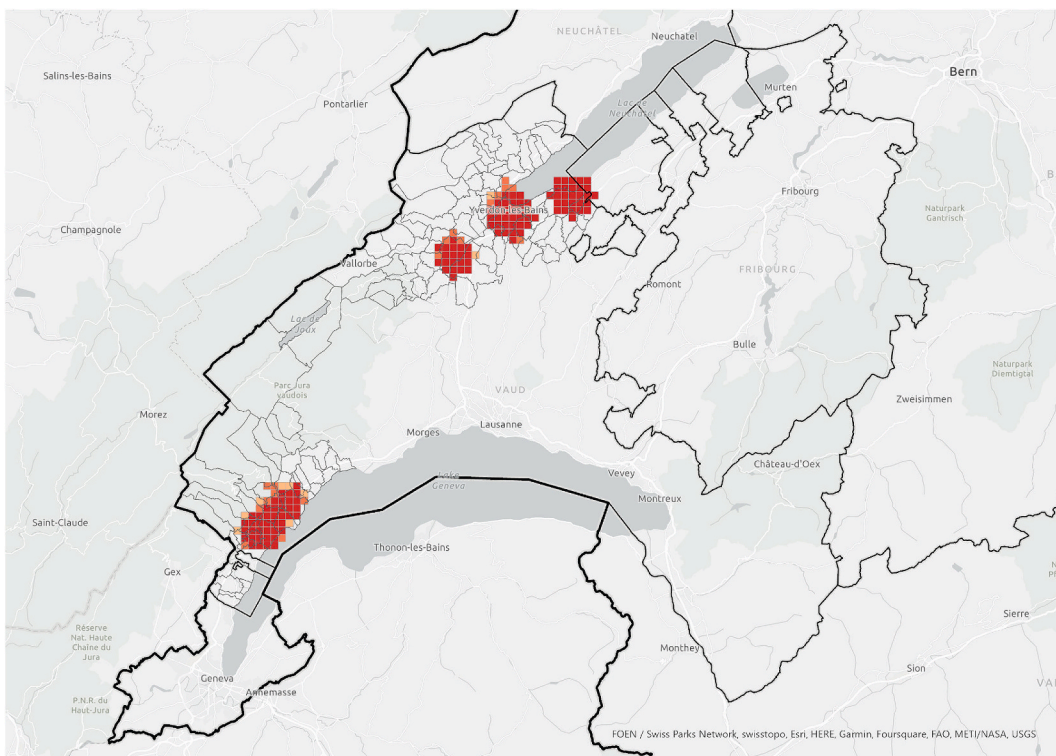 NEUCHÂTEL
Neuchatel
Salins-les-Bains
Bern
Pontarlier
Murten
Lac de
Neuchâtel
Fribourg
Naturpark
Gantrisch
Yverdon-les-Bains
Champagnole
Vallorbe
FRIBOURG
Romont
Lac de
Joux
Bulle
Naturpark
Diemtigtal
Parc Jura
vaudois
VAUD
Zweisimmen
Morez
Lausanne
Morges
Château-d'Oex
Vevey
Lake
Geneva
Montreux
Saint-Claude
Thonon-les-Bains
Gex
Sierre
Réserve
Nat. Haute
Chaîne du
Jura
Monthey
Sion
Geneva
Annemasse
P.N.R. du
Haut-Jura
FOEN / Swiss Parks Network, swisstopo, Esri, HERE, Garmin, Foursquare, FAO, METI/NASA, USGS